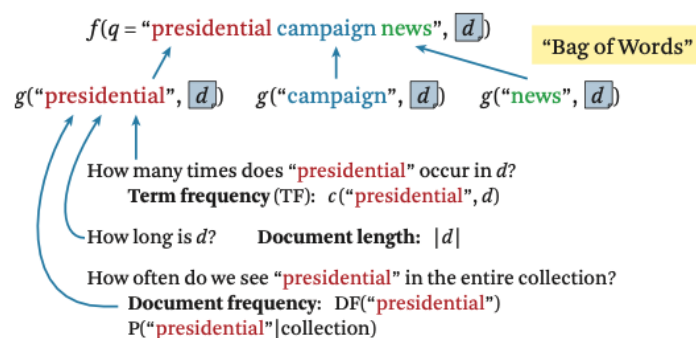 f(q = “presidential campaign news”, d )
“Bag of Words”
g(“presidential”, d ) g(“campaign”, d ) g(“news”, d )
How many times does “presidential” occur in d?
Term frequency (TF): c(“presidential”, d)
How long is d? Document length: |d|
How often do we see “presidential” in the entire collection?
Document frequency: DF(“presidential”)
P(“presidential”|collection)